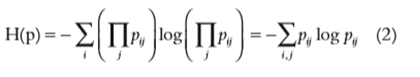 H(p) = − ∑_i (∏_j p_ij) log (∏_j p_ij) = − ∑_{i,j} p_ij log p_ij (2)